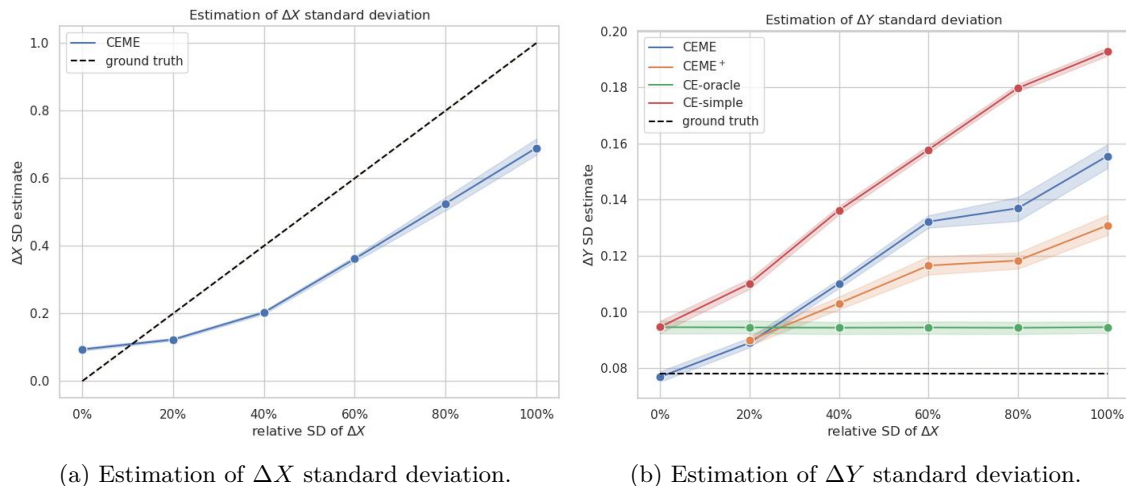 Estimation of ΔX standard deviation
CEME
ground truth
1.0
0.8
0.6
0.4
0.2
0.0
ΔX SD estimate
0%
20%
40%
60%
80%
100%
relative SD of ΔX
(a) Estimation of ΔX standard deviation.
Estimation of ΔY standard deviation
CEME
CEME+
CE-oracle
CE-simple
ground truth
0.20
0.18
0.16
0.14
0.12
0.10
0.08
ΔY SD estimate
0%
20%
40%
60%
80%
100%
relative SD of ΔX
(b) Estimation of ΔY standard deviation.